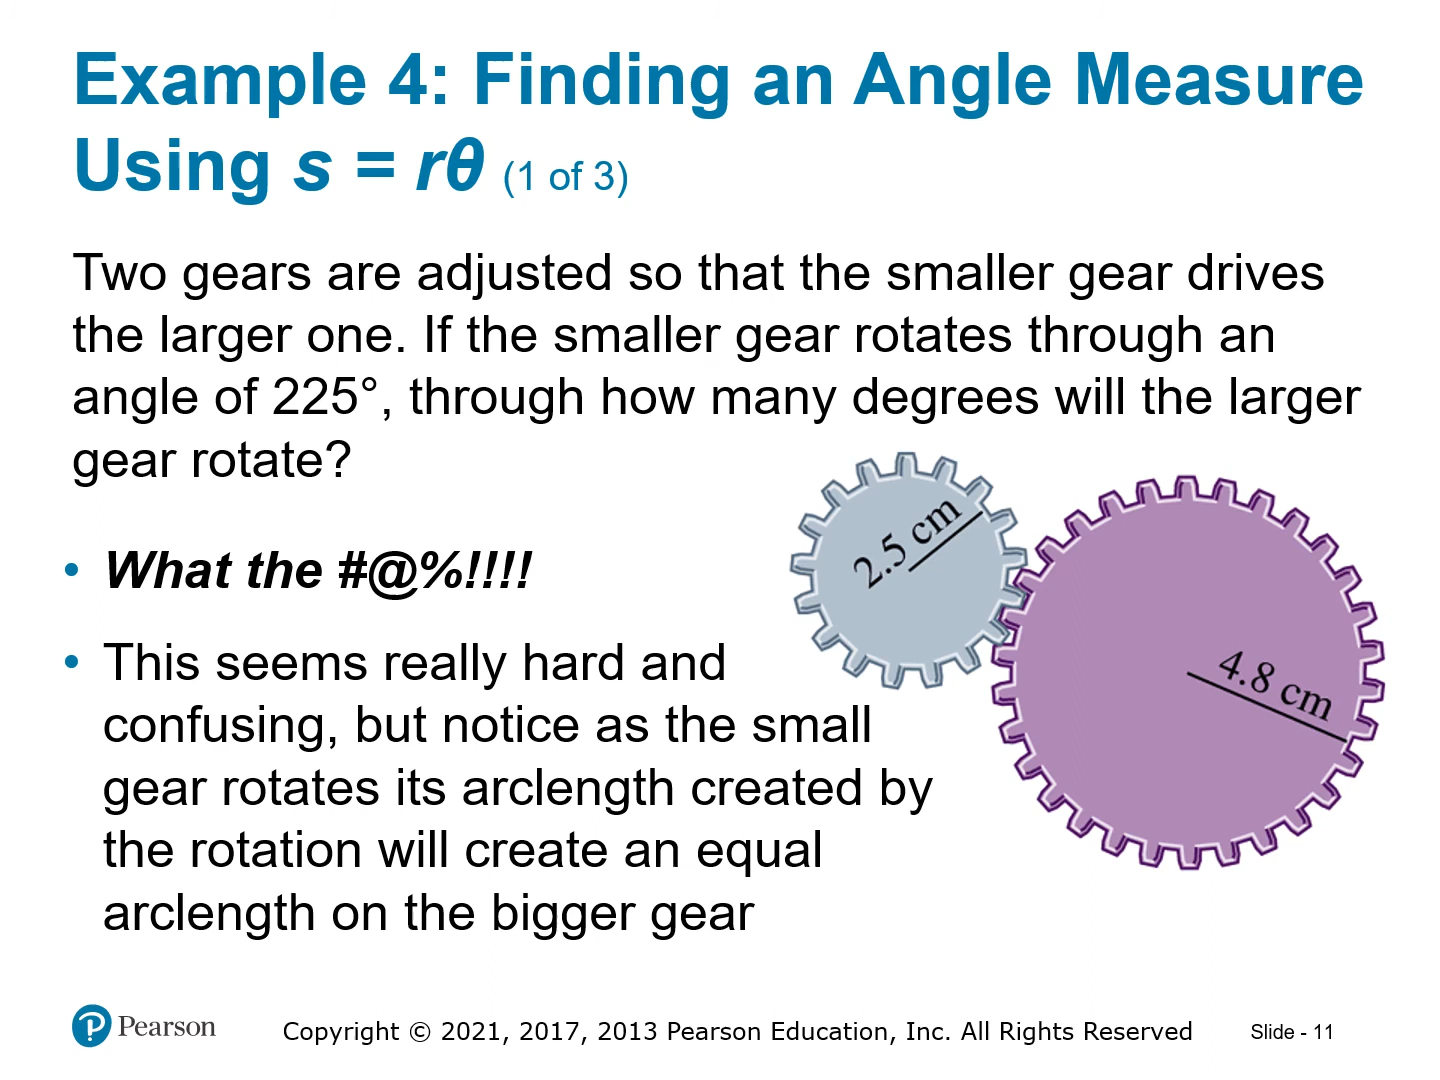 Example 4: Finding an Angle Measure
Using s = rθ (1 of 3)
Two gears are adjusted so that the smaller gear drives
the larger one. If the smaller gear rotates through an
angle of 225°, through how many degrees will the larger
gear rotate?
• What the #@%!!!!
• This seems really hard and
confusing, but notice as the small
gear rotates its arclength created by
the rotation will create an equal
arclength on the bigger gear
2.5 cm
4.8 cm
Pearson
Copyright © 2021, 2017, 2013 Pearson Education, Inc. All Rights Reserved
Slide - 11